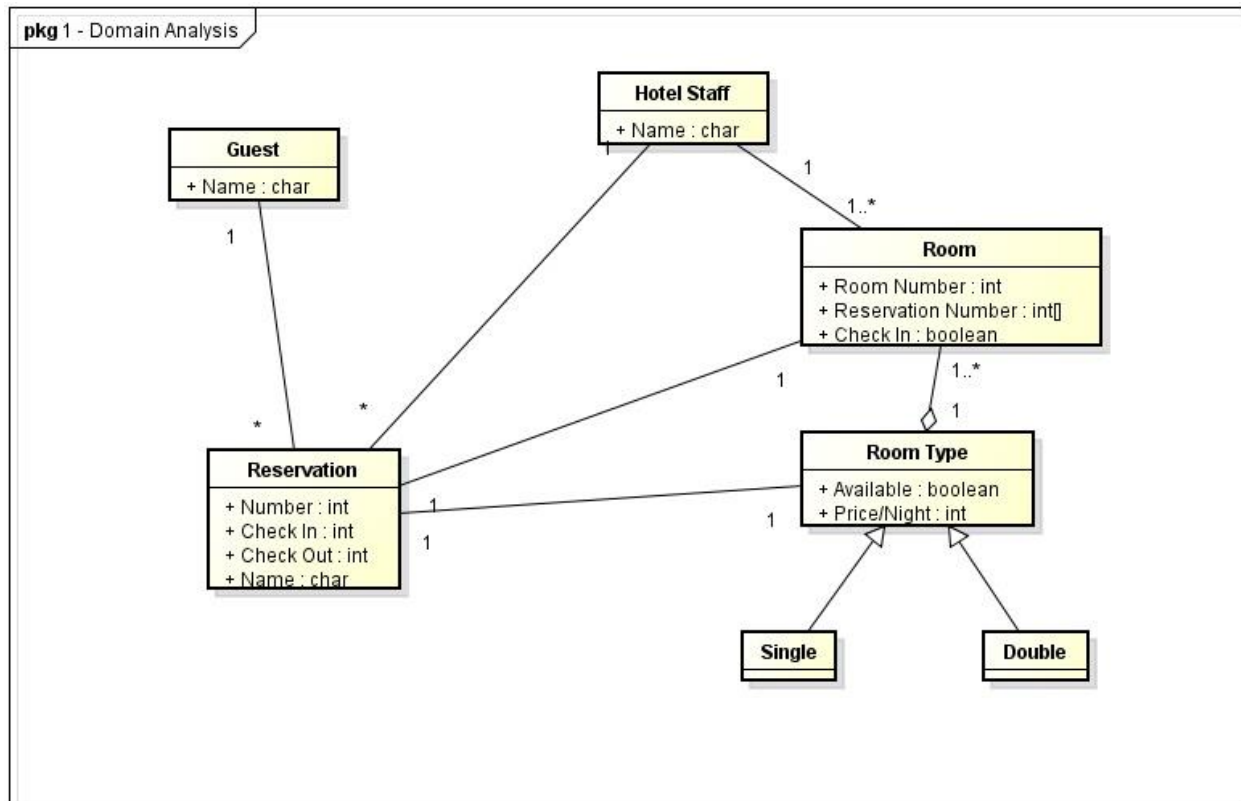 pkg 1 - Domain Analysis
Hotel Staff
+ Name : char
Guest
+ Name : char
1
1
1
1..*
Room
+ Room Number : int
+ Reservation Number : int[]
+ Check In : boolean
1
1..*
1
*
*
Reservation
+ Number : int
+ Check In : int
+ Check Out : int
+ Name : char
1
1
1
Room Type
+ Available : boolean
+ Price/Night : int
Single
Double